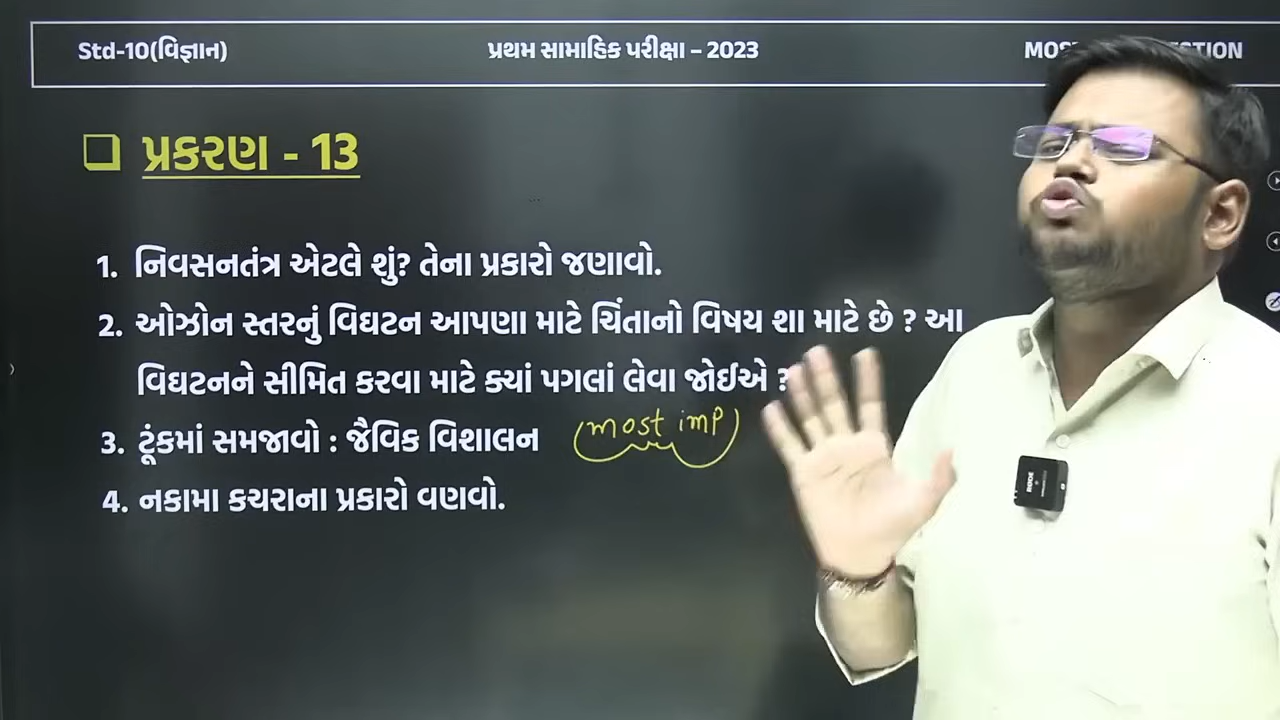 Std-10(વિજ્ઞાન)
પ્રથમ સામાહિક પરીક્ષા – 2023
પ્રકરણ - 13
1. નિવસનતંત્ર એટલે શું? તેના પ્રકારો જણાવો.
2. ઓઝોન સ્તરનું વિઘટન આપણા માટે ચિંતાનો વિષય શા માટે છે ? આ
વિઘટનને સીમિત કરવા માટે ક્યાં પગલાં લેવા જોઈએ ?
3. ટૂંકમાં સમજાવો : જૈવિક વિશાલન
most imp
4. નકામા કચરાના પ્રકારો વણવો.
RODE